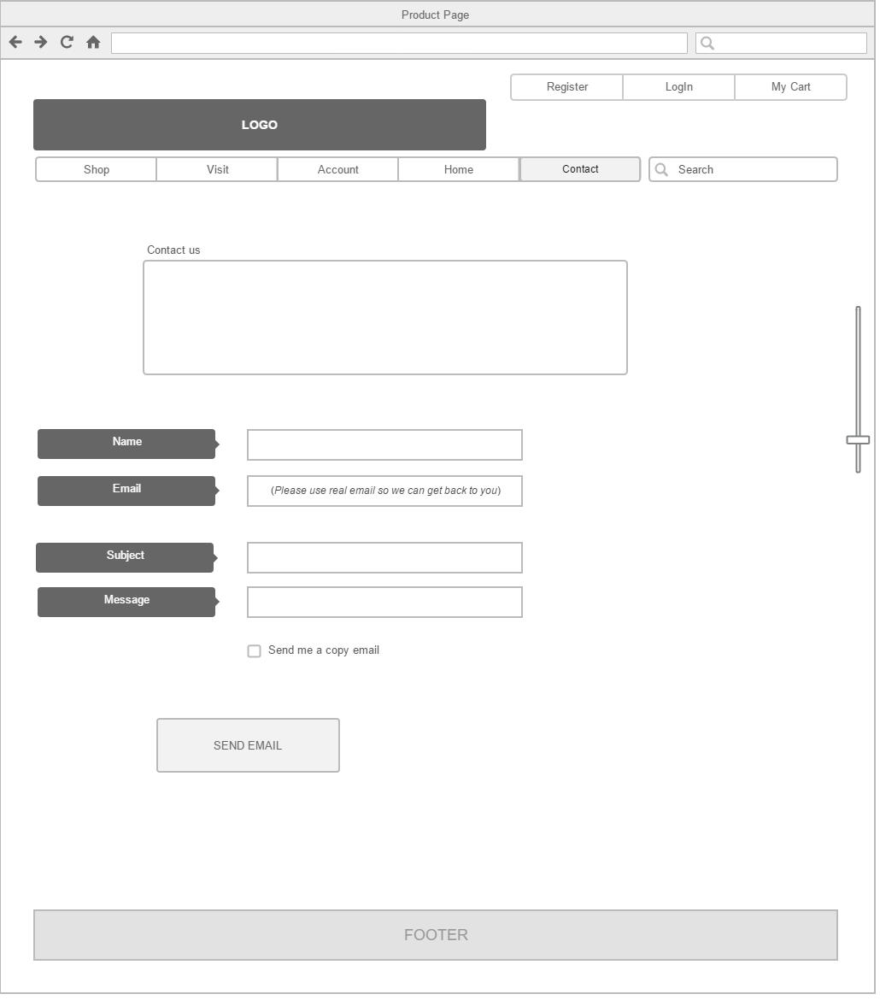 Product Page
Register LogIn My Cart
LOGO
Shop Visit Account Home Contact Search
Contact us
Name
Email (Please use real email so we can get back to you)
Subject
Message
Send me a copy email
SEND EMAIL
FOOTER